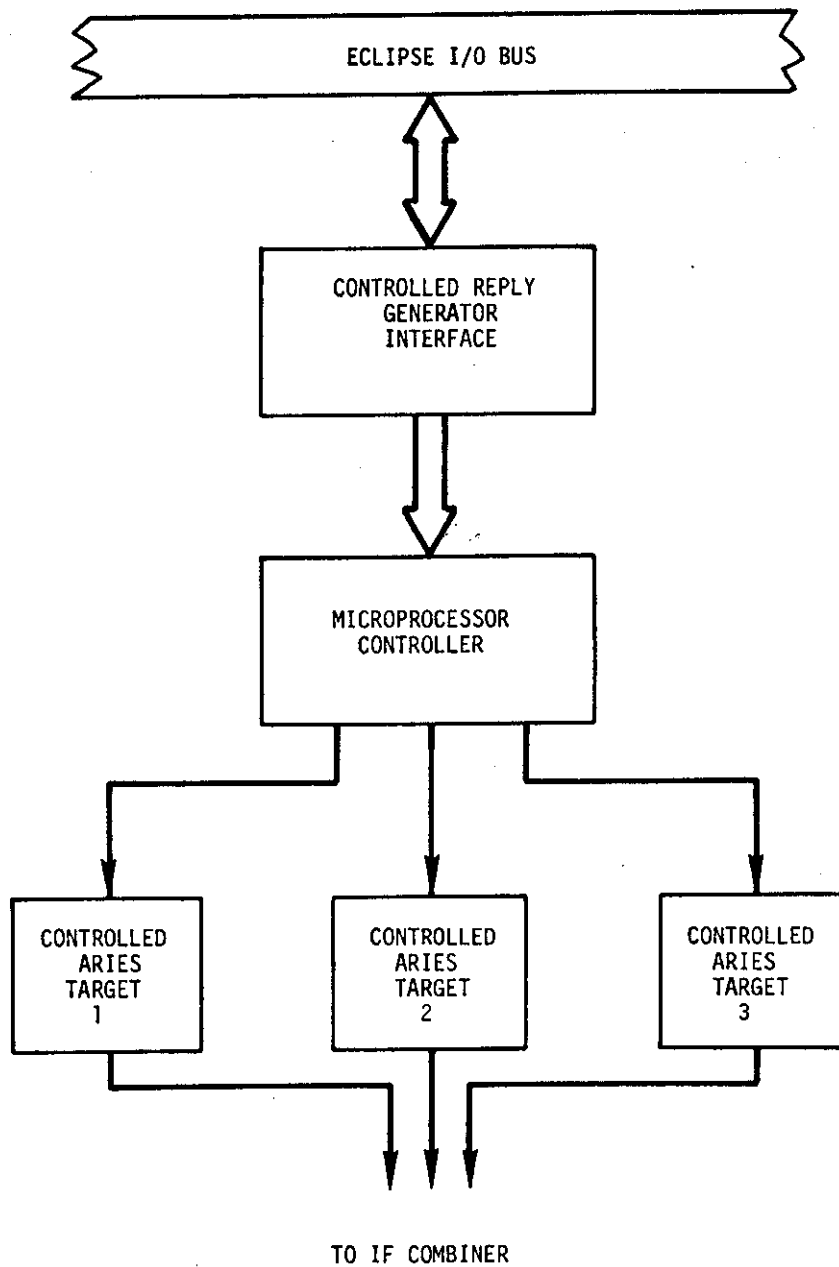 ECLIPSE I/O BUS
CONTROLLED REPLY
GENERATOR
INTERFACE
MICROPROCESSOR
CONTROLLER
CONTROLLED
ARIES
TARGET
1
CONTROLLED
ARIES
TARGET
2
CONTROLLED
ARIES
TARGET
3
TO IF COMBINER